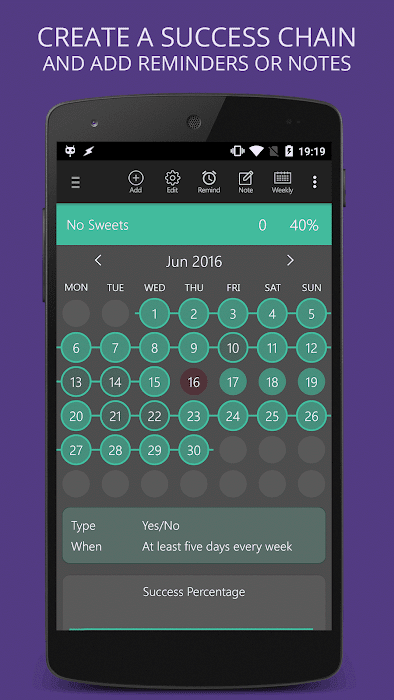 CREATE A SUCCESS CHAIN
AND ADD REMINDERS OR NOTES
19:19
Add Edit Remind Note Weekly
No Sweets 0 40%
Jun 2016
MON TUE WED THU FRI SAT SUN
1 2 3 4 5
6 7 8 9 10 11 12
13 14 15 16 17 18 19
20 21 22 23 24 25 26
27 28 29 30
Type Yes/No
When At least five days every week
Success Percentage